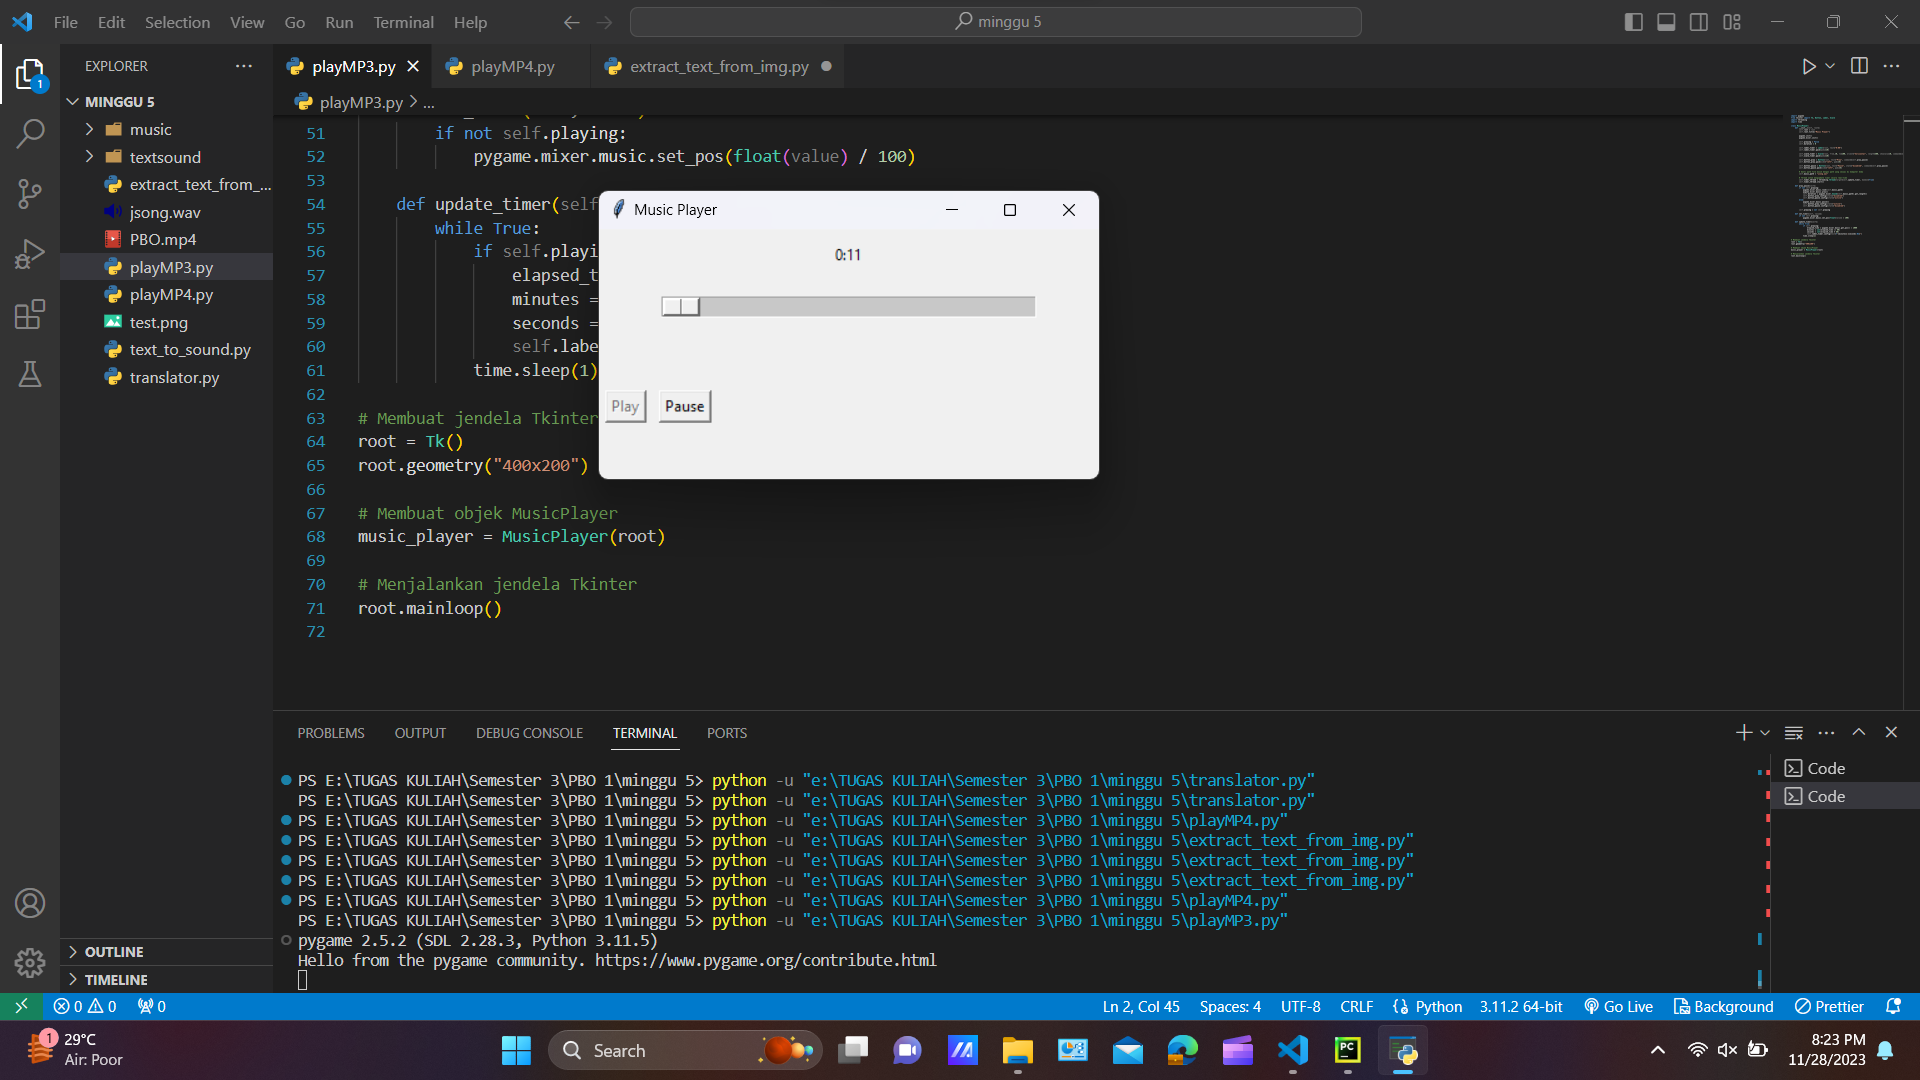 File Edit Selection View Go Run Terminal Help
minggu 5
EXPLORER
1
MINGGU 5
music
textsound
extract_text_from_...
jsong.wav
PBO.mp4
playMP3.py
playMP4.py
test.png
text_to_sound.py
translator.py
OUTLINE
TIMELINE
playMP3.py
playMP4.py
extract_text_from_img.py
playMP3.py > ...
51 if not self.playing:
52 pygame.mixer.music.set_pos(float(value) / 100)
53
54 def update_timer(self
55 while True:
56 if self.playi
57 elapsed_t
58 minutes =
59 seconds =
60 self.labe
61 time.sleep(1)
62
63 # Membuat jendela Tkinter
64 root = Tk()
65 root.geometry("400x200")
66
67 # Membuat objek MusicPlayer
68 music_player = MusicPlayer(root)
69
70 # Menjalankan jendela Tkinter
71 root.mainloop()
72
Music Player
0:11
Play Pause
PROBLEMS OUTPUT DEBUG CONSOLE TERMINAL PORTS
PS E:\TUGAS KULIAH\Semester 3\PBO 1\minggu 5> python -u "e:\TUGAS KULIAH\Semester 3\PBO 1\minggu 5\translator.py"
PS E:\TUGAS KULIAH\Semester 3\PBO 1\minggu 5> python -u "e:\TUGAS KULIAH\Semester 3\PBO 1\minggu 5\translator.py"
PS E:\TUGAS KULIAH\Semester 3\PBO 1\minggu 5> python -u "e:\TUGAS KULIAH\Semester 3\PBO 1\minggu 5\playMP4.py"
PS E:\TUGAS KULIAH\Semester 3\PBO 1\minggu 5> python -u "e:\TUGAS KULIAH\Semester 3\PBO 1\minggu 5\extract_text_from_img.py"
PS E:\TUGAS KULIAH\Semester 3\PBO 1\minggu 5> python -u "e:\TUGAS KULIAH\Semester 3\PBO 1\minggu 5\extract_text_from_img.py"
PS E:\TUGAS KULIAH\Semester 3\PBO 1\minggu 5> python -u "e:\TUGAS KULIAH\Semester 3\PBO 1\minggu 5\extract_text_from_img.py"
PS E:\TUGAS KULIAH\Semester 3\PBO 1\minggu 5> python -u "e:\TUGAS KULIAH\Semester 3\PBO 1\minggu 5\playMP4.py"
PS E:\TUGAS KULIAH\Semester 3\PBO 1\minggu 5> python -u "e:\TUGAS KULIAH\Semester 3\PBO 1\minggu 5\playMP3.py"
pygame 2.5.2 (SDL 2.28.3, Python 3.11.5)
Hello from the pygame community. https://www.pygame.org/contribute.html
Code
Code
0 0 0 Ln 2, Col 45 Spaces: 4 UTF-8 CRLF Python 3.11.2 64-bit Go Live Background Prettier
1
29°C
Air: Poor
Search
PC
8:23 PM
11/28/2023